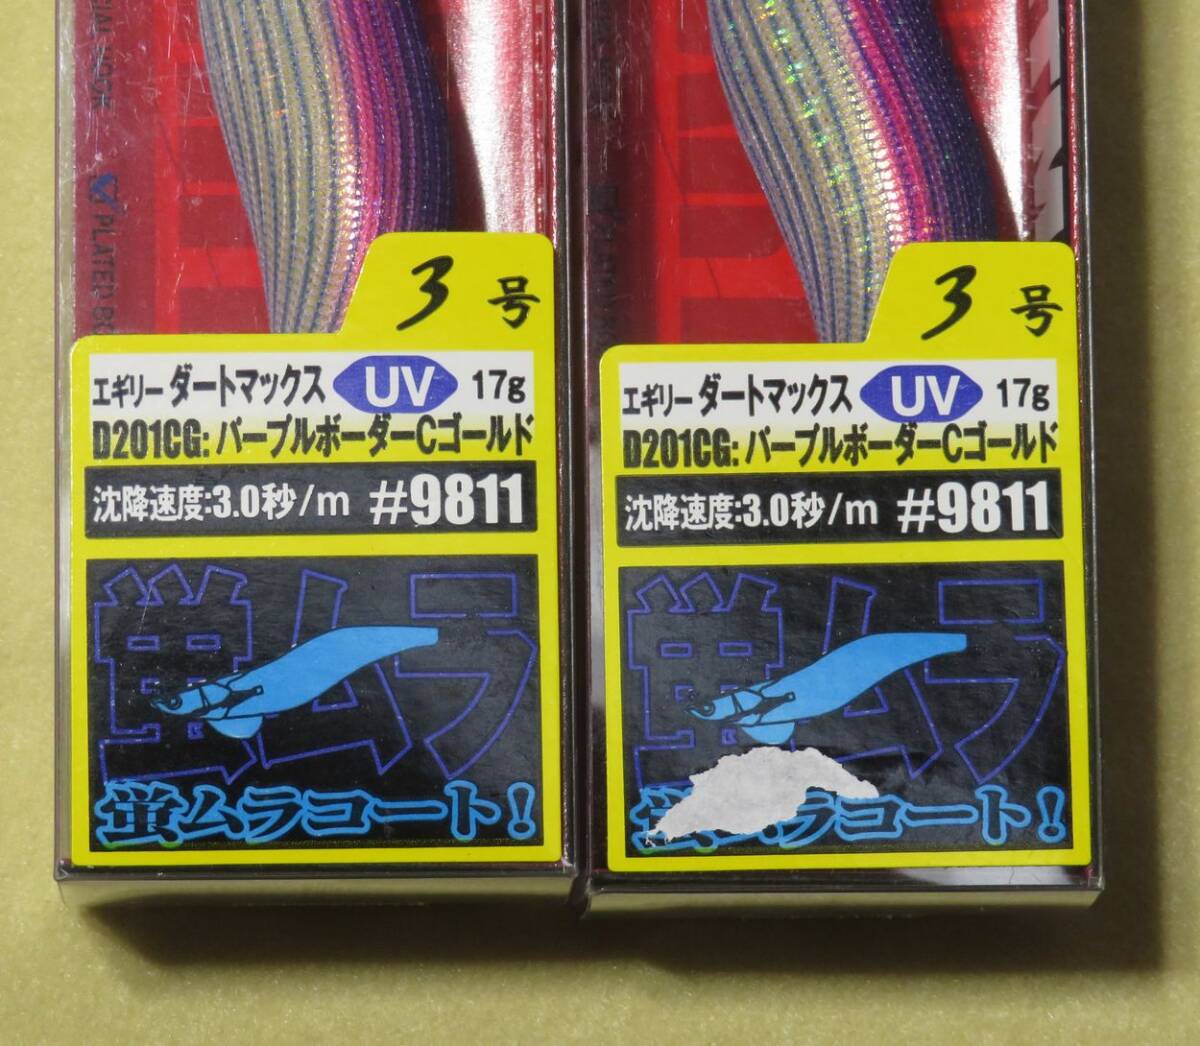 PLATED BO
3号
エギリー ダートマックス UV 17g
D201CG: パープルボーダーCゴールド
沈降速度:3.0秒/m #9811
蛍ムラ
蛍ムラコート!
3号
エギリー ダートマックス UV 17g
D201CG: パープルボーダーCゴールド
沈降速度:3.0秒/m #9811
蛍ムラ
ムラコート!